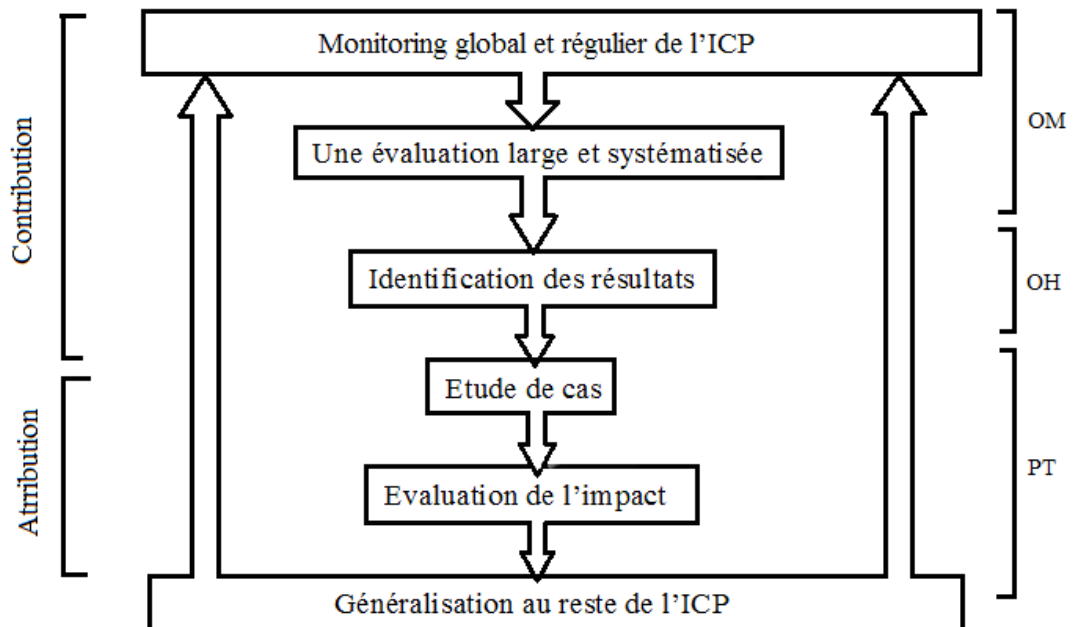 Monitoring global et régulier de l’ICP
Une évaluation large et systématisée
Identification des résultats
Etude de cas
Evaluation de l’impact
Généralisation au reste de l’ICP
Contribution
Atrribution
OM
OH
PT